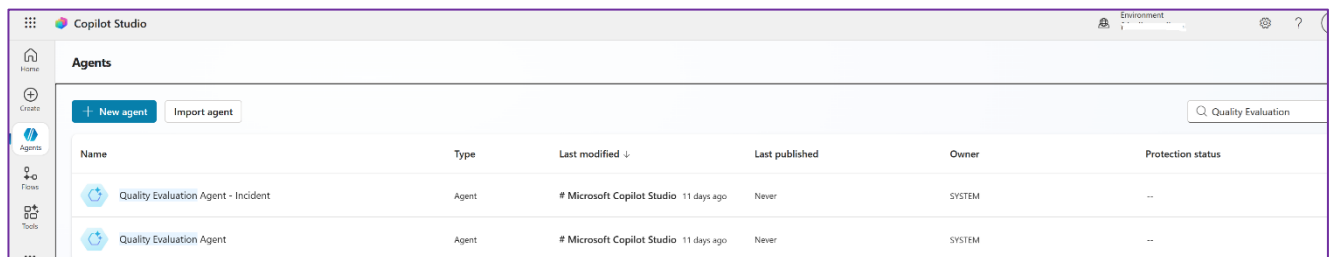 Copilot Studio
Environment
Home
Agents
Create
+ New agent
Import agent
Quality Evaluation
Agents
Name Type Last modified ↓ Last published Owner Protection status
Quality Evaluation Agent - Incident Agent # Microsoft Copilot Studio 11 days ago Never SYSTEM --
Flows
Tools
Quality Evaluation Agent Agent # Microsoft Copilot Studio 11 days ago Never SYSTEM --